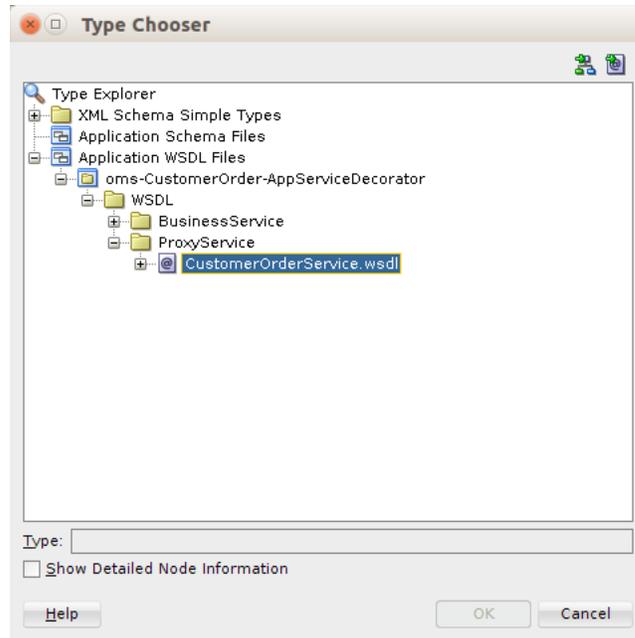 Type Chooser
Type Explorer
XML Schema Simple Types
Application Schema Files
Application WSDL Files
oms-CustomerOrder-AppServiceDecorator
WSDL
BusinessService
ProxyService
CustomerOrderService.wsdl
Type:
Show Detailed Node Information
Help OK Cancel